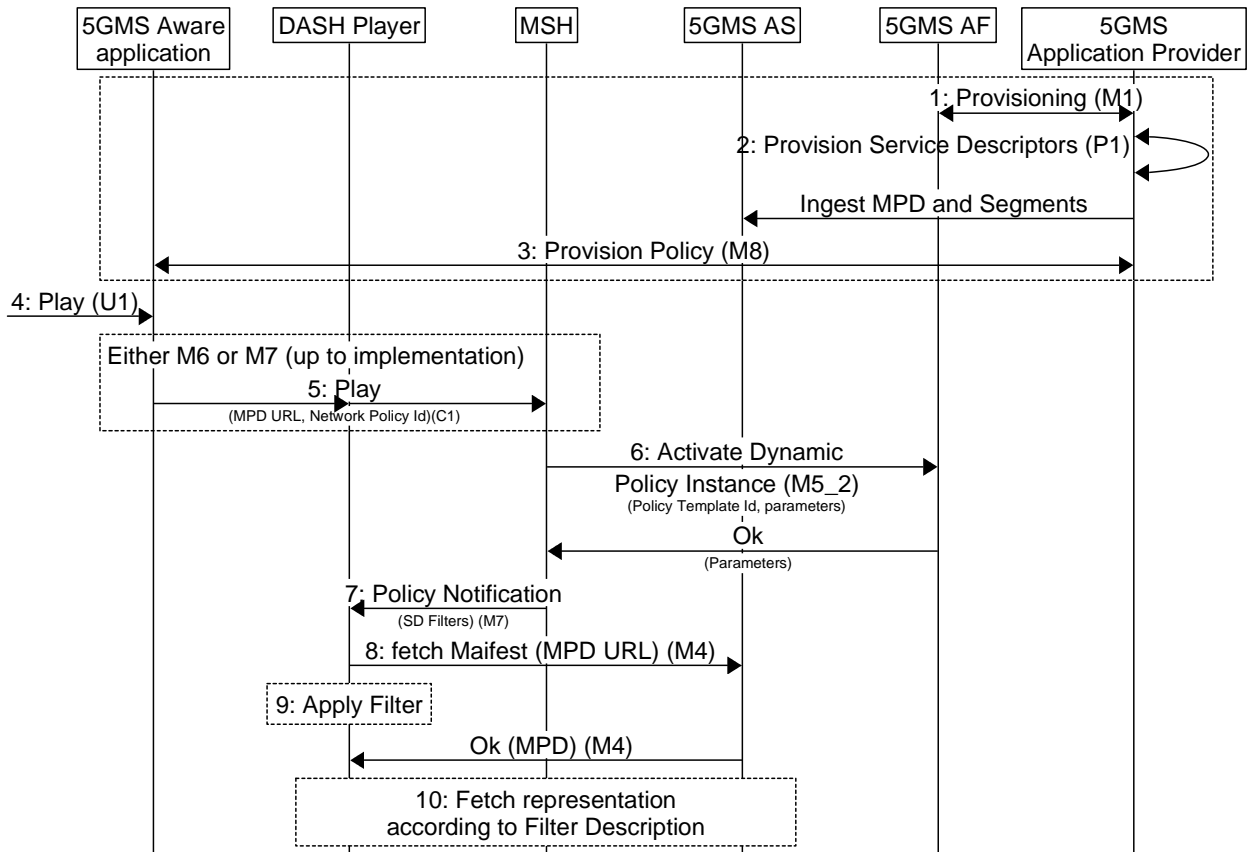 5GMS Aware
application
DASH Player
MSH
5GMS AS
5GMS AF
5GMS
Application Provider
1: Provisioning (M1)
2: Provision Service Descriptors (P1)
Ingest MPD and Segments
3: Provision Policy (M8)
4: Play (U1)
Either M6 or M7 (up to implementation)
5: Play
(MPD URL, Network Policy Id)(C1)
6: Activate Dynamic
Policy Instance (M5_2)
(Policy Template Id, parameters)
Ok
(Parameters)
7: Policy Notification
(SD Filters) (M7)
8: fetch Maifest (MPD URL) (M4)
9: Apply Filter
Ok (MPD) (M4)
10: Fetch representation
according to Filter Description